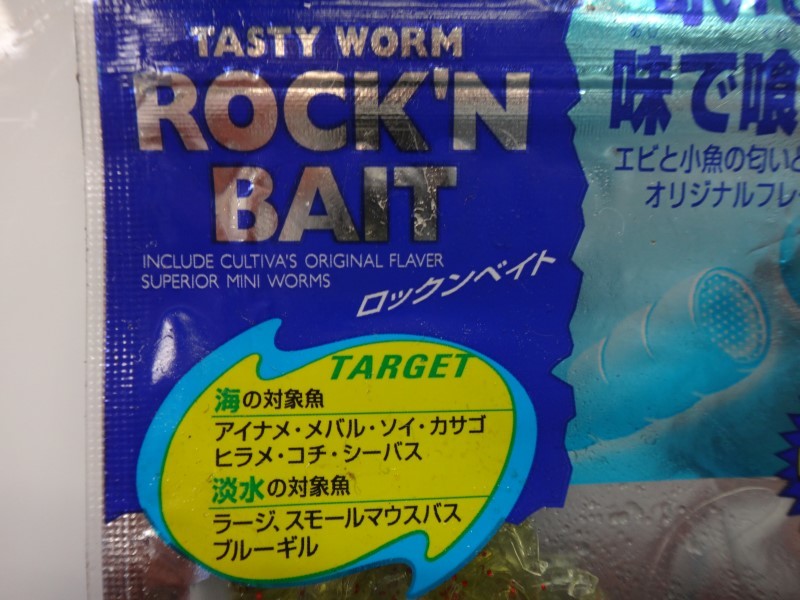 TASTY WORM
ROCK'N
BAIT
INCLUDE CULTIVA'S ORIGINAL FLAVER
SUPERIOR MINI WORMS
ロックンベイト
味で喰
エビと小魚の匂いと
オリジナルフレー
TARGET
海の対象魚
アイナメ・メバル・ソイ・カサゴ
ヒラメ・コチ・シーバス
淡水の対象魚
ラージ、スモールマウスバス
ブルーギル